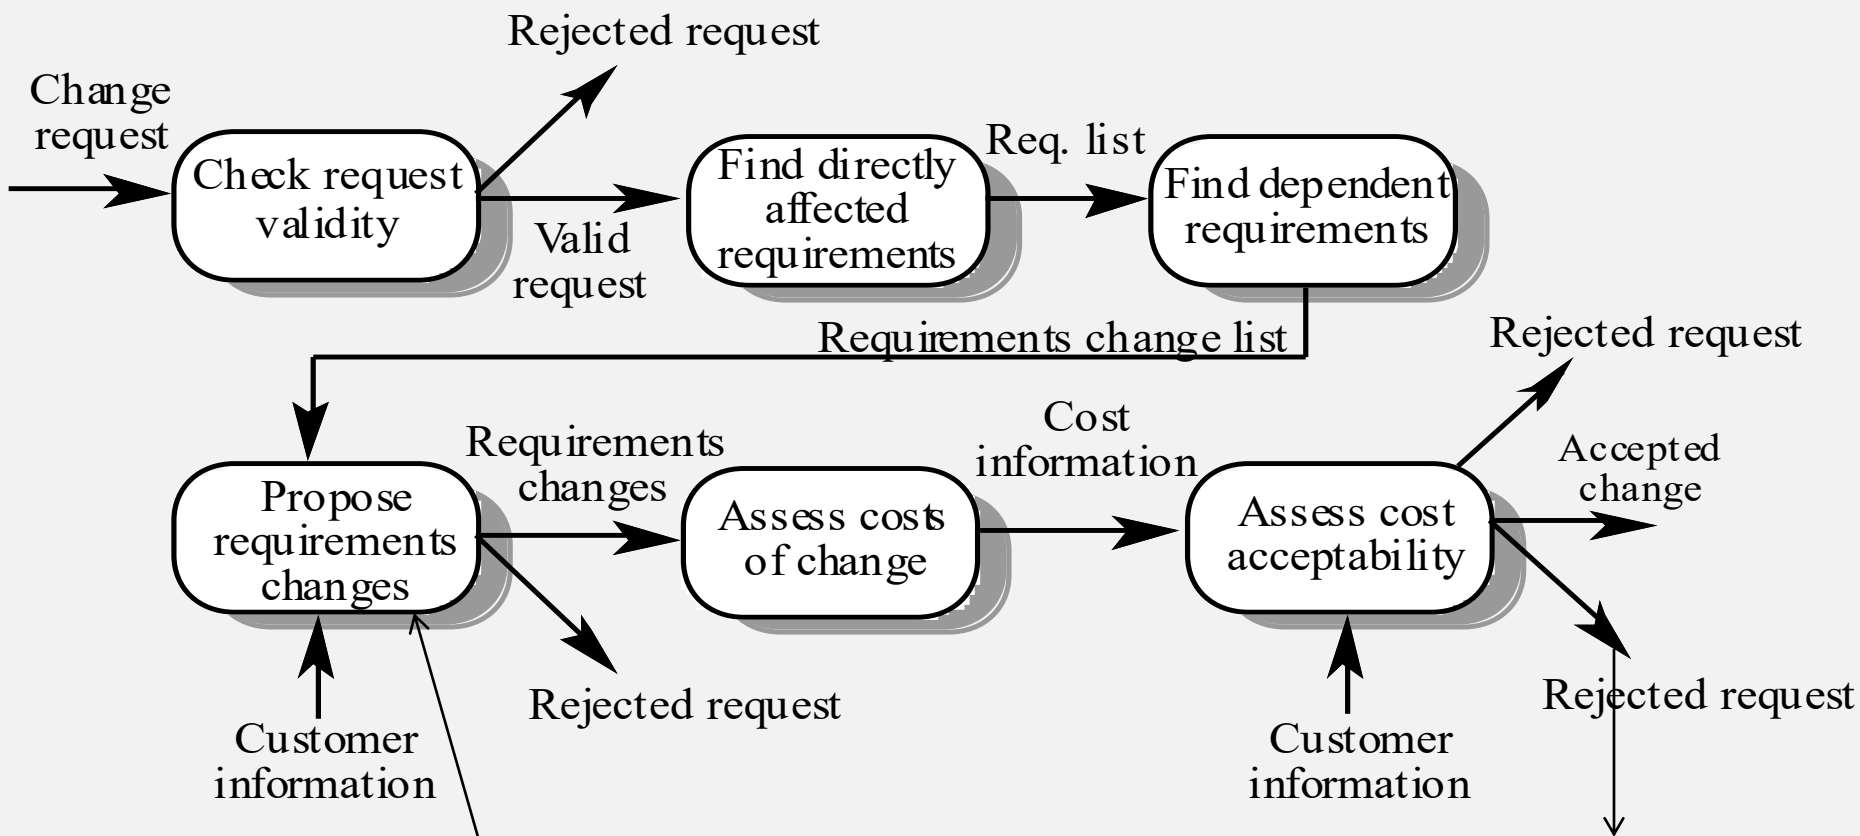 Rejected request
Change
request
Check request
validity
Valid
request
Find directly
affected
requirements
Req. list
Find dependent
requirements
Requirements change list
Rejected request
Propose
requirements
changes
Requirements
changes
Assess costs
of change
Cost
information
Assess cost
acceptability
Accepted
change
Rejected request
Customer
information
Customer
information
Rejected request